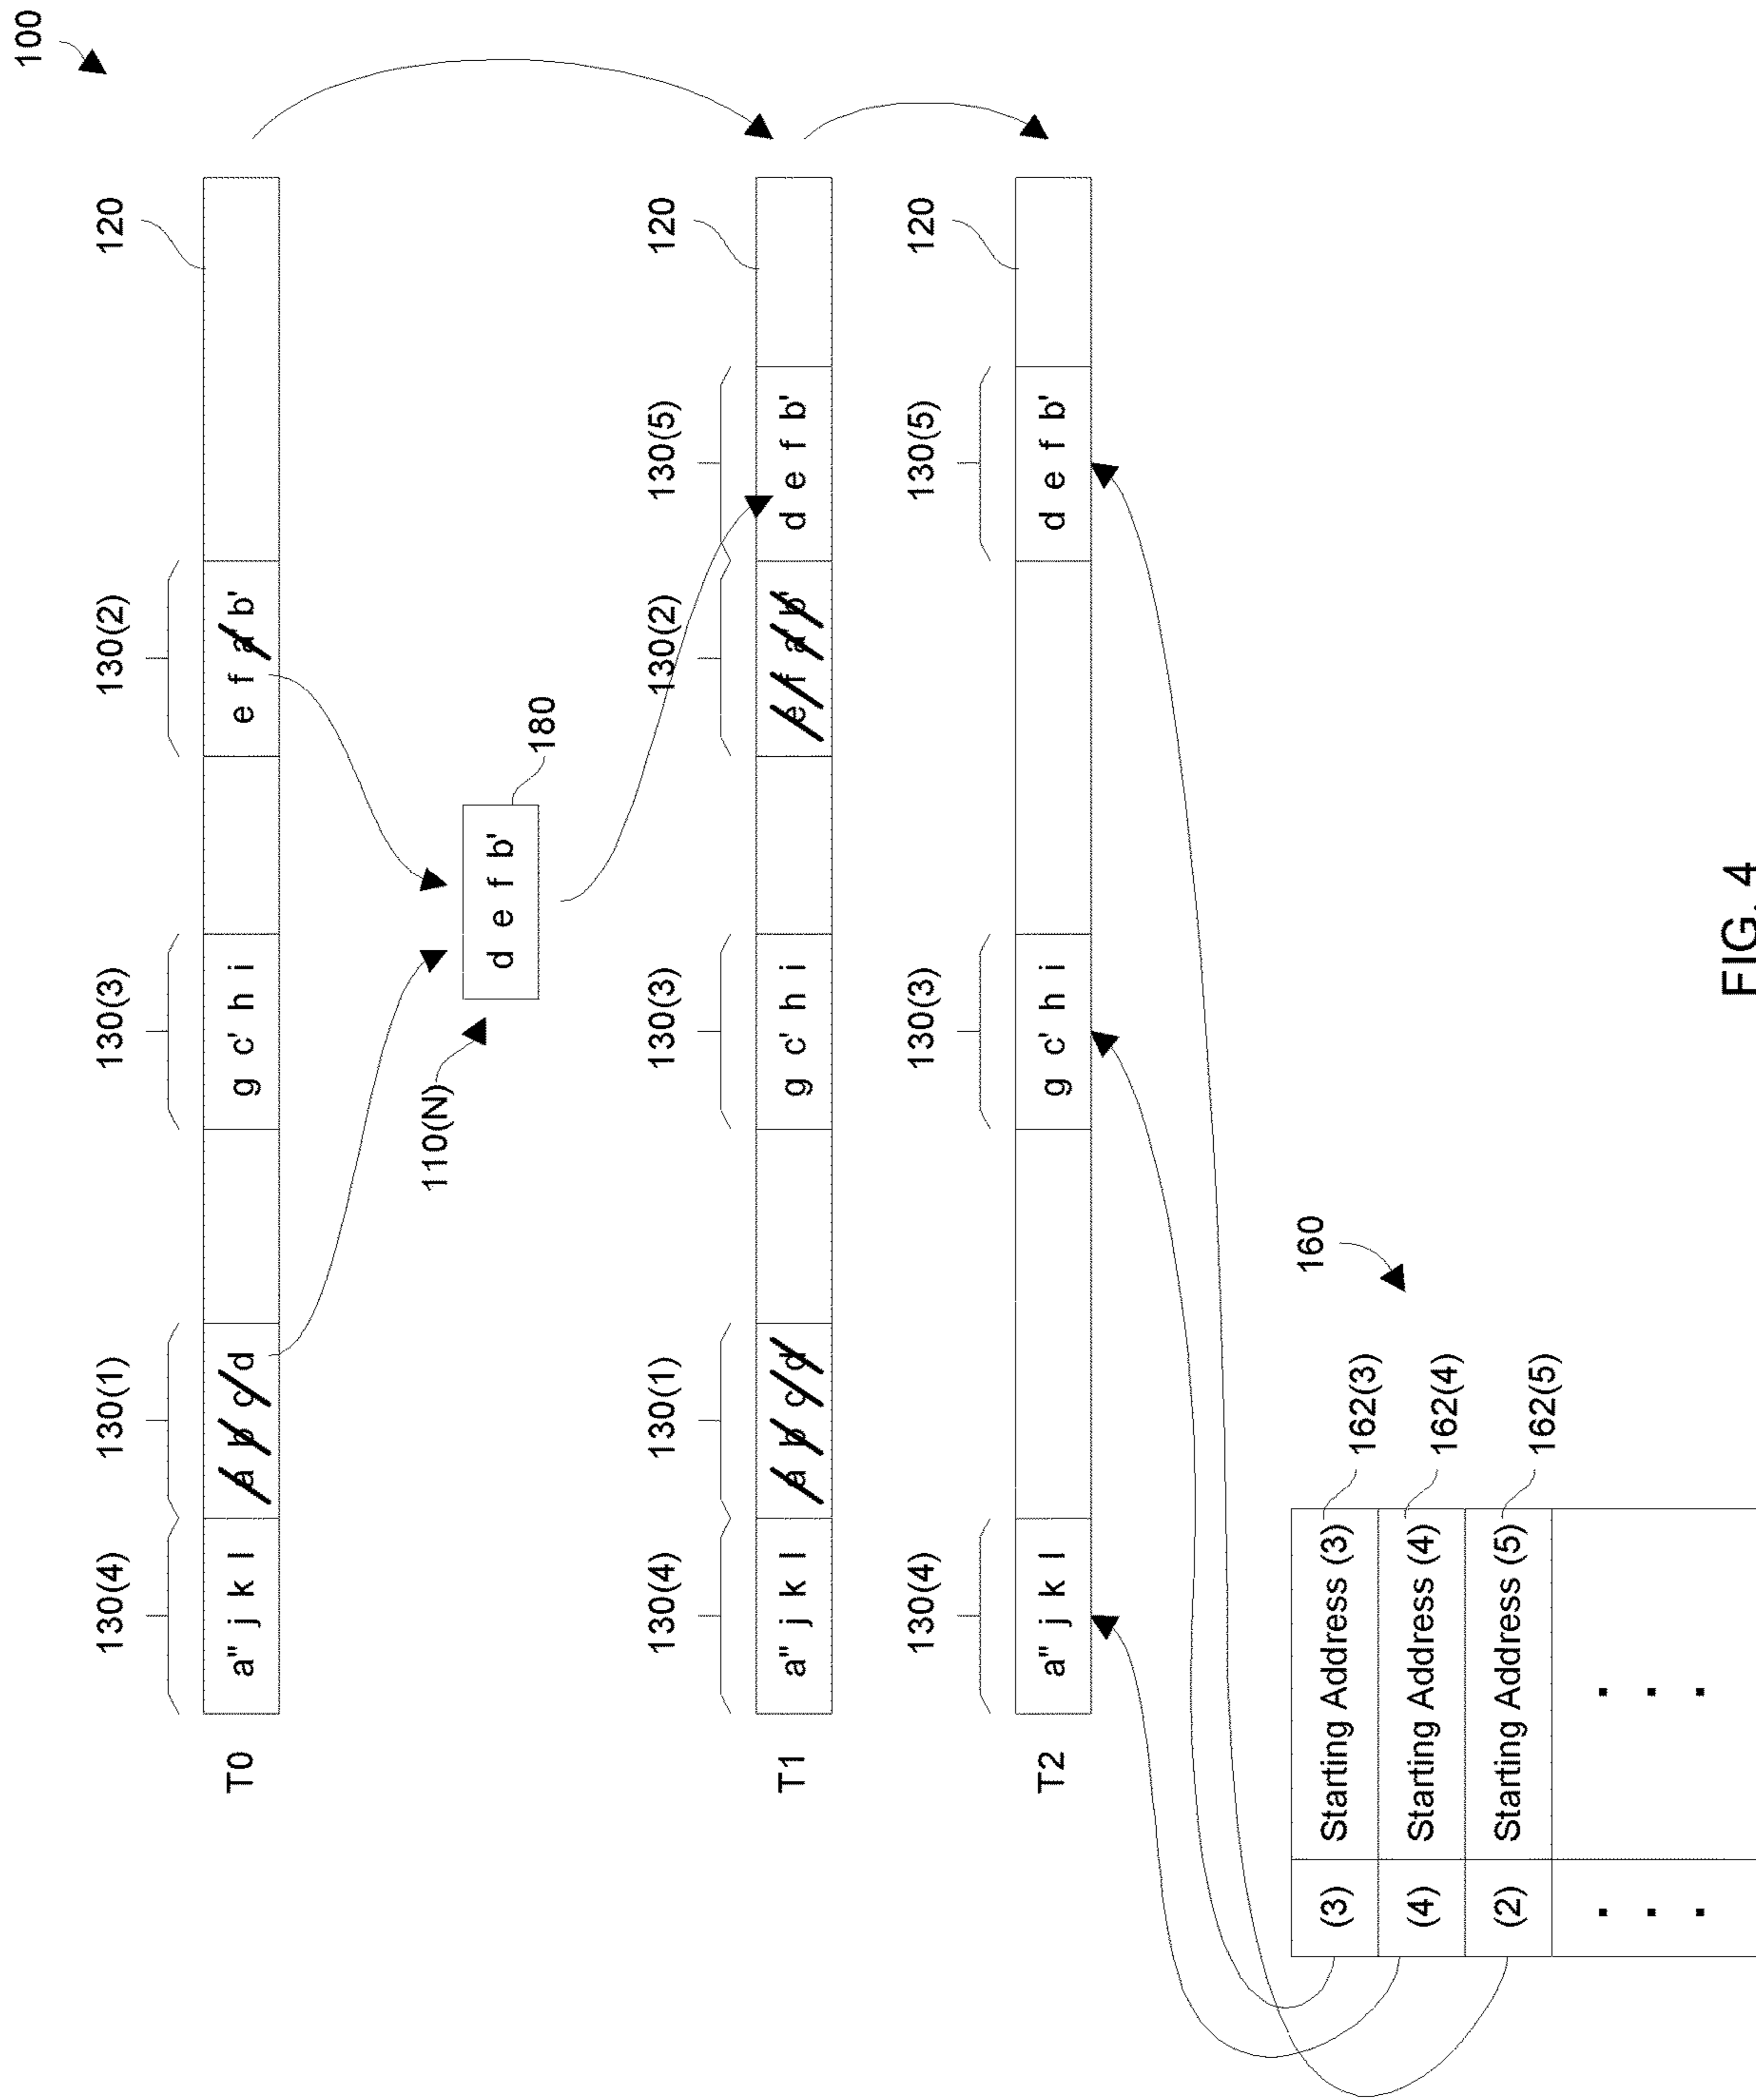 100
130(4) 130(1) 130(3) 130(2) 120
T0 a" j k l a b c d g c' h i e f a' b'
110(N) d e f b' 180
130(4) 130(1) 130(3) 130(2) 130(5) 120
T1 a" j k l a b c d g c' h i e f a' b' d e f b'
130(4) 130(3) 130(5) 120
T2 a" j k l g c' h i d e f b'
160
(3) Starting Address (3) 162(3)
(4) Starting Address (4) 162(4)
(2) Starting Address (5) 162(5)
FIG. 4